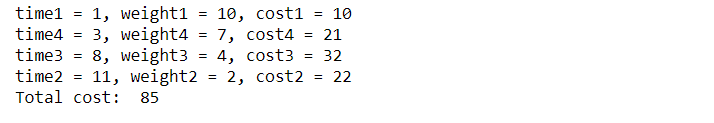 time1 = 1, weight1 = 10, cost1 = 10
time4 = 3, weight4 = 7, cost4 = 21
time3 = 8, weight3 = 4, cost3 = 32
time2 = 11, weight2 = 2, cost2 = 22
Total cost:  85